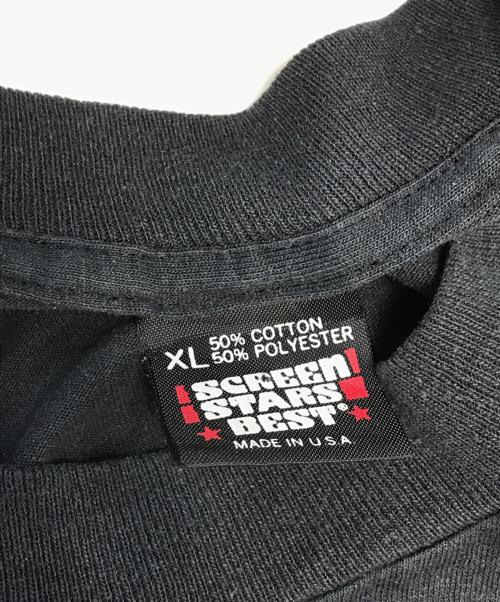 XL 50% COTTON
50% POLYESTER
SCREEN
STARS
BEST®
MADE IN U.S.A.